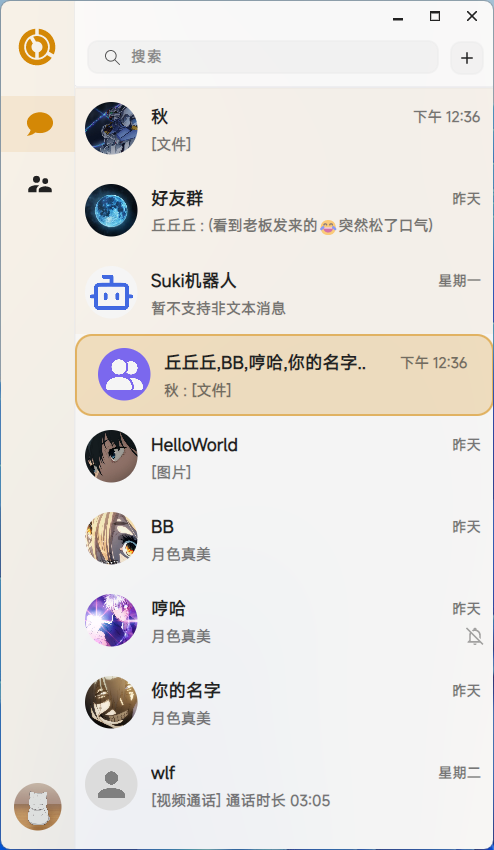 搜索
秋 下午 12:36
[文件]
好友群 昨天
丘丘丘 : (看到老板发来的😂突然松了口气)
Suki机器人 星期一
暂不支持非文本消息
丘丘丘,BB,哼哈,你的名字.. 下午 12:36
秋 : [文件]
HelloWorld 昨天
[图片]
BB 昨天
月色真美
哼哈 昨天
月色真美
你的名字 昨天
月色真美
wlf 星期二
[视频通话] 通话时长 03:05